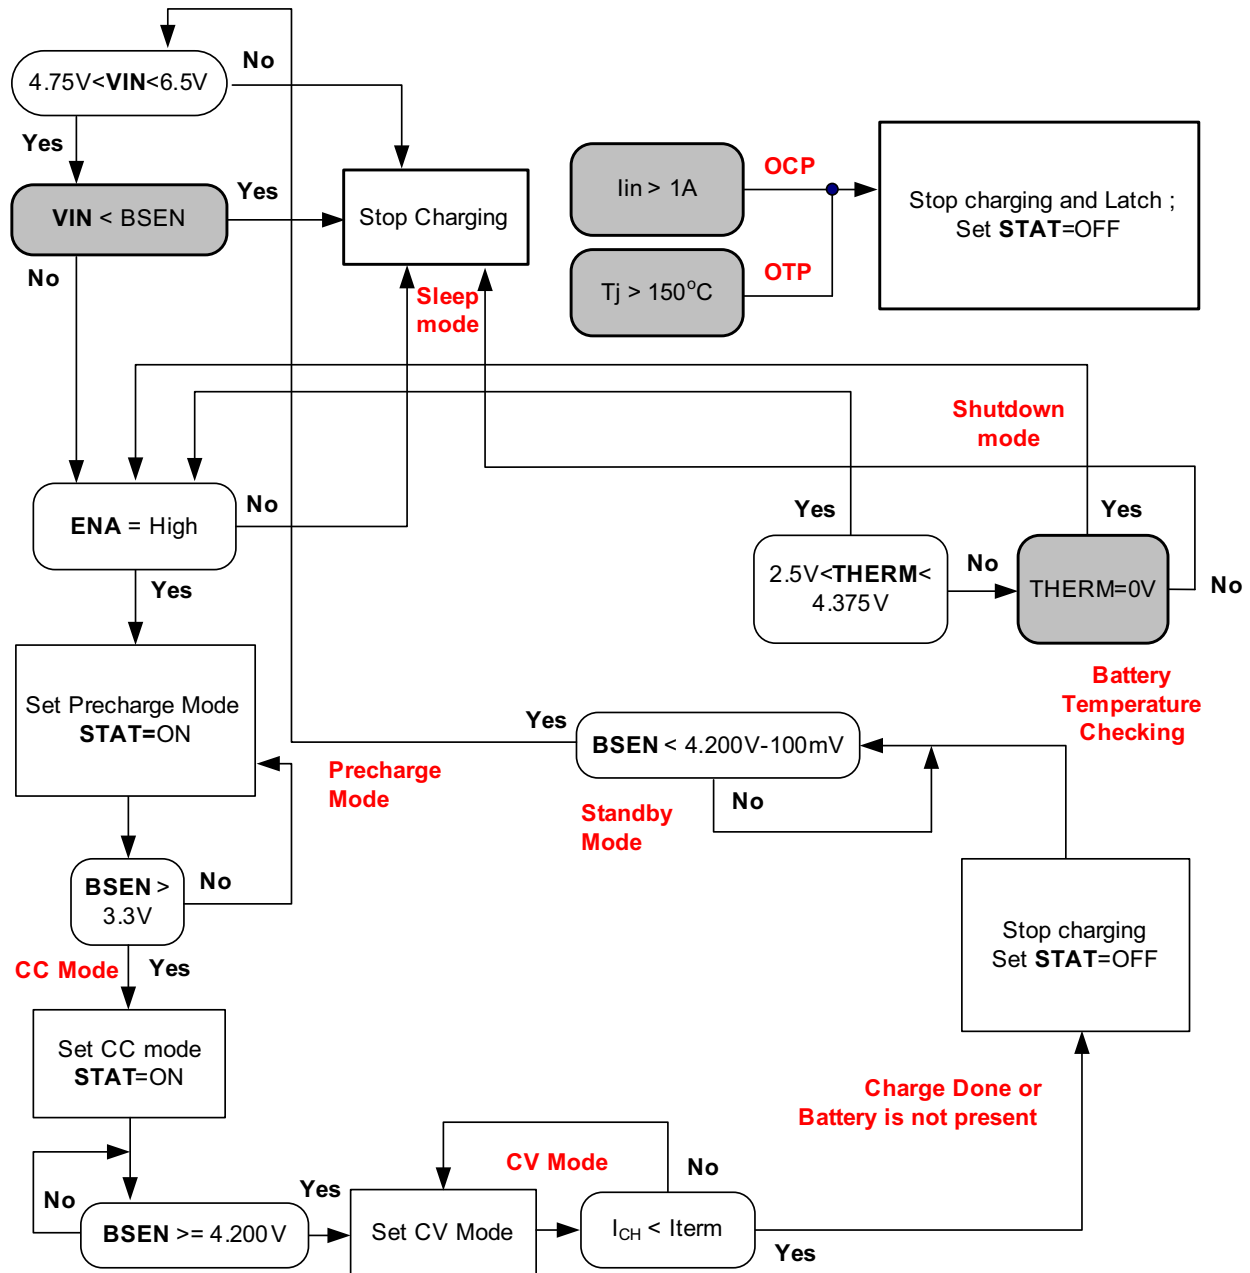 4.75V<VIN<6.5V
No
Yes
VIN < BSEN
Yes
No
Stop Charging
Iin > 1A
OCP
Tj > 150°C
OTP
Stop charging and Latch ;
Set STAT=OFF
Sleep
mode
Shutdown
mode
ENA = High
No
Yes
Yes
2.5V<THERM<
4.375V
No
Yes
THERM=0V
No
Battery
Temperature
Checking
Set Precharge Mode
STAT=ON
Precharge
Mode
Yes
BSEN < 4.200V-100mV
No
Standby
Mode
BSEN >
3.3V
No
CC Mode
Yes
Stop charging
Set STAT=OFF
Set CC mode
STAT=ON
Charge Done or
Battery is not present
No
BSEN >= 4.200V
Yes
CV Mode
No
Set CV Mode
ICH < Iterm
Yes